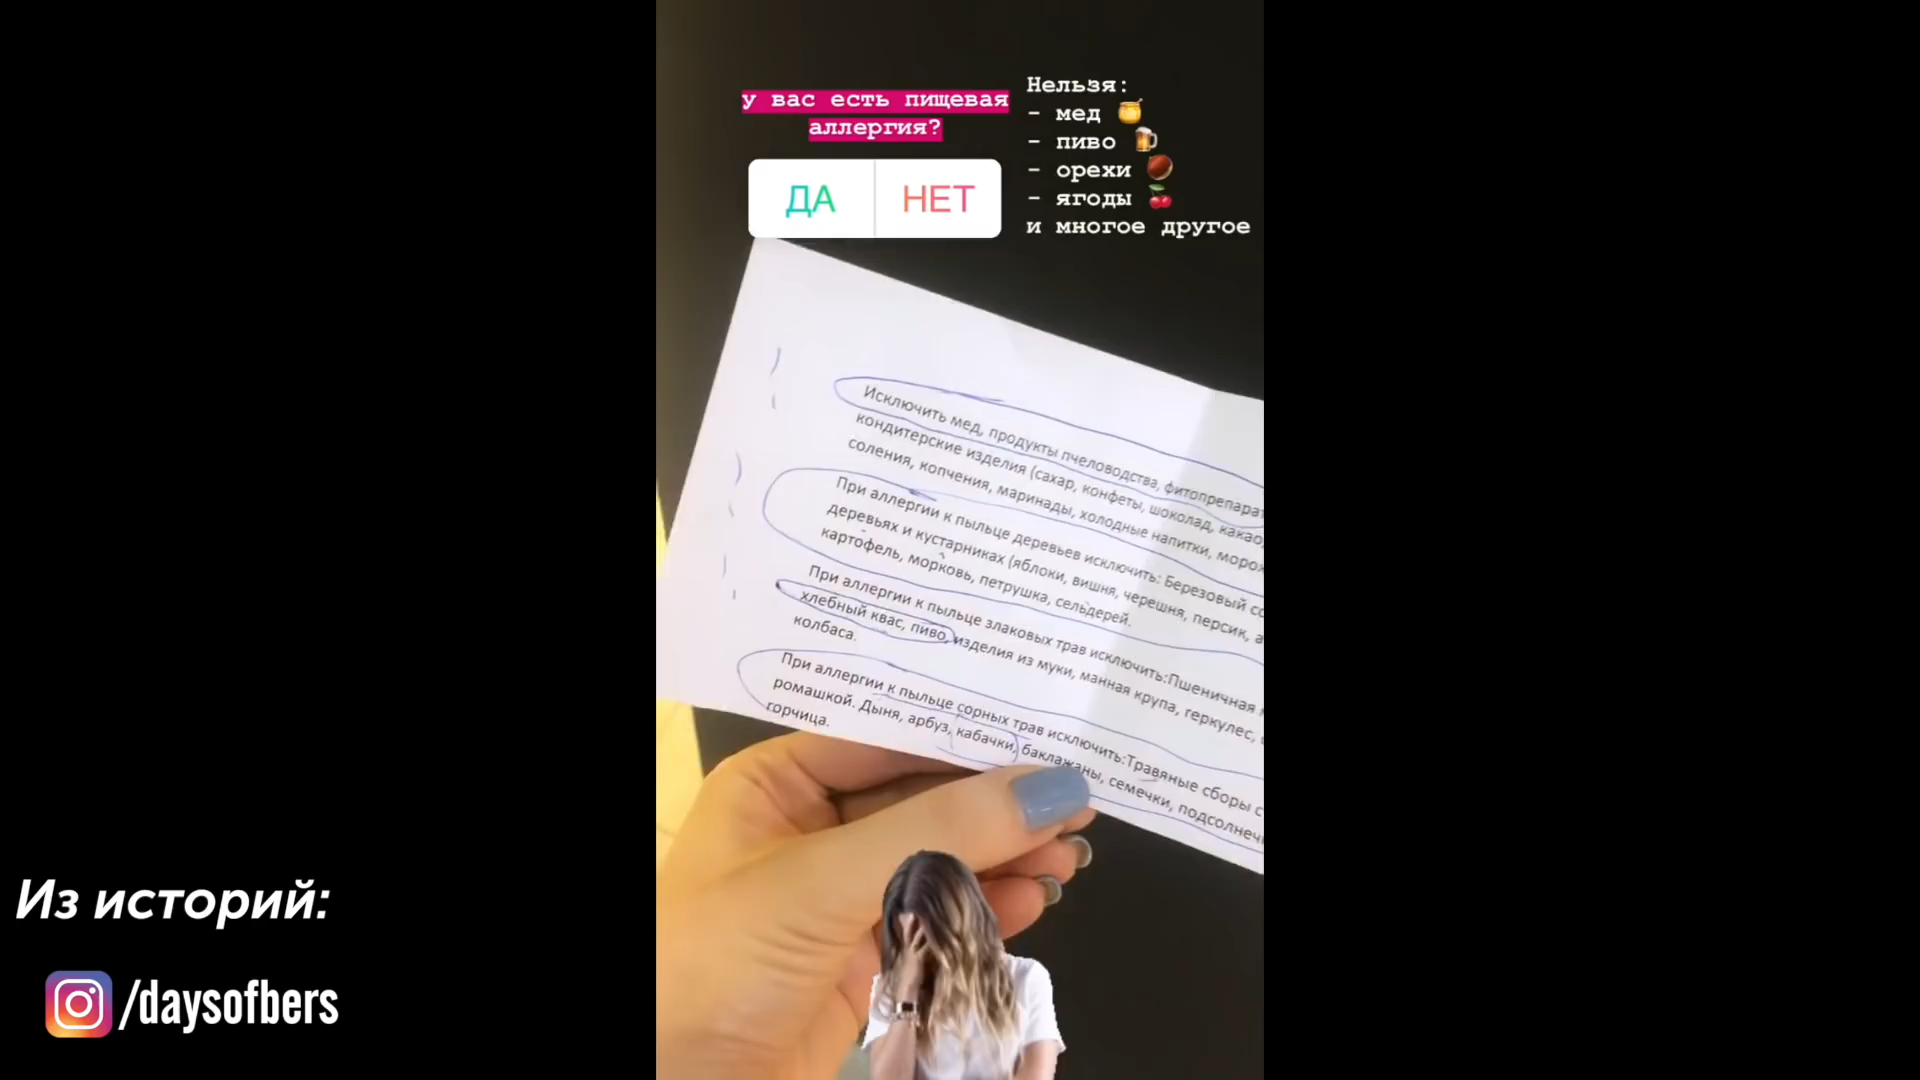 у вас есть пищевая
аллергия?
ДА НЕТ
Нельзя:
- мед
- пиво
- орехи
- ягоды
и многое другое
Исключить мед, продукты пчеловодства, фитопрепарат
кондитерские изделия (сахар, конфеты, шоколад, какао,
соления, копчения, маринады, холодные напитки, морож
При аллергии к пыльце деревьев исключить: Березовый со
деревьях и кустарниках (яблоки, вишня, черешня, персик, а
картофель, морковь, петрушка, сельдерей.
При аллергии к пыльце злаковых трав исключить:Пшеничная
хлебный квас, пиво, изделия из муки, манная крупа, геркулес,
колбаса.
При аллергии к пыльце сорных трав исключить:Травяные сборы с
ромашкой. Дыня, арбуз, кабачки, баклажаны, семечки, подсолнечн
горчица.
Из историй:
/daysofbers